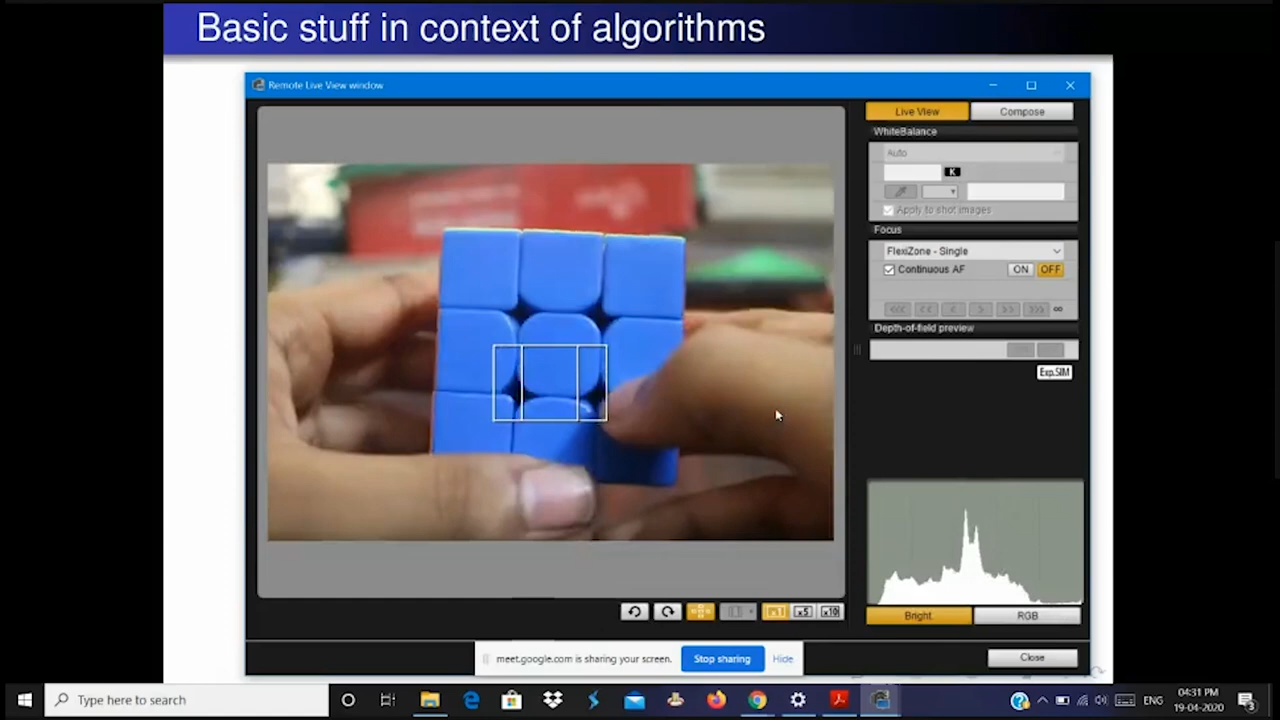 Basic stuff in context of algorithms
Remote Live View window
Live View
Compose
WhiteBalance
Auto
K
Apply to shot images
Focus
FlexiZone - Single
Continuous AF
ON
OFF
<<<
<<
<
>
>>
>>>
∞
Depth-of-field preview
Exp.SIM
x1
x5
x10
Bright
RGB
meet.google.com is sharing your screen.
Stop sharing
Hide
Close
Type here to search
ENG
04:31 PM
19-04-2020
3